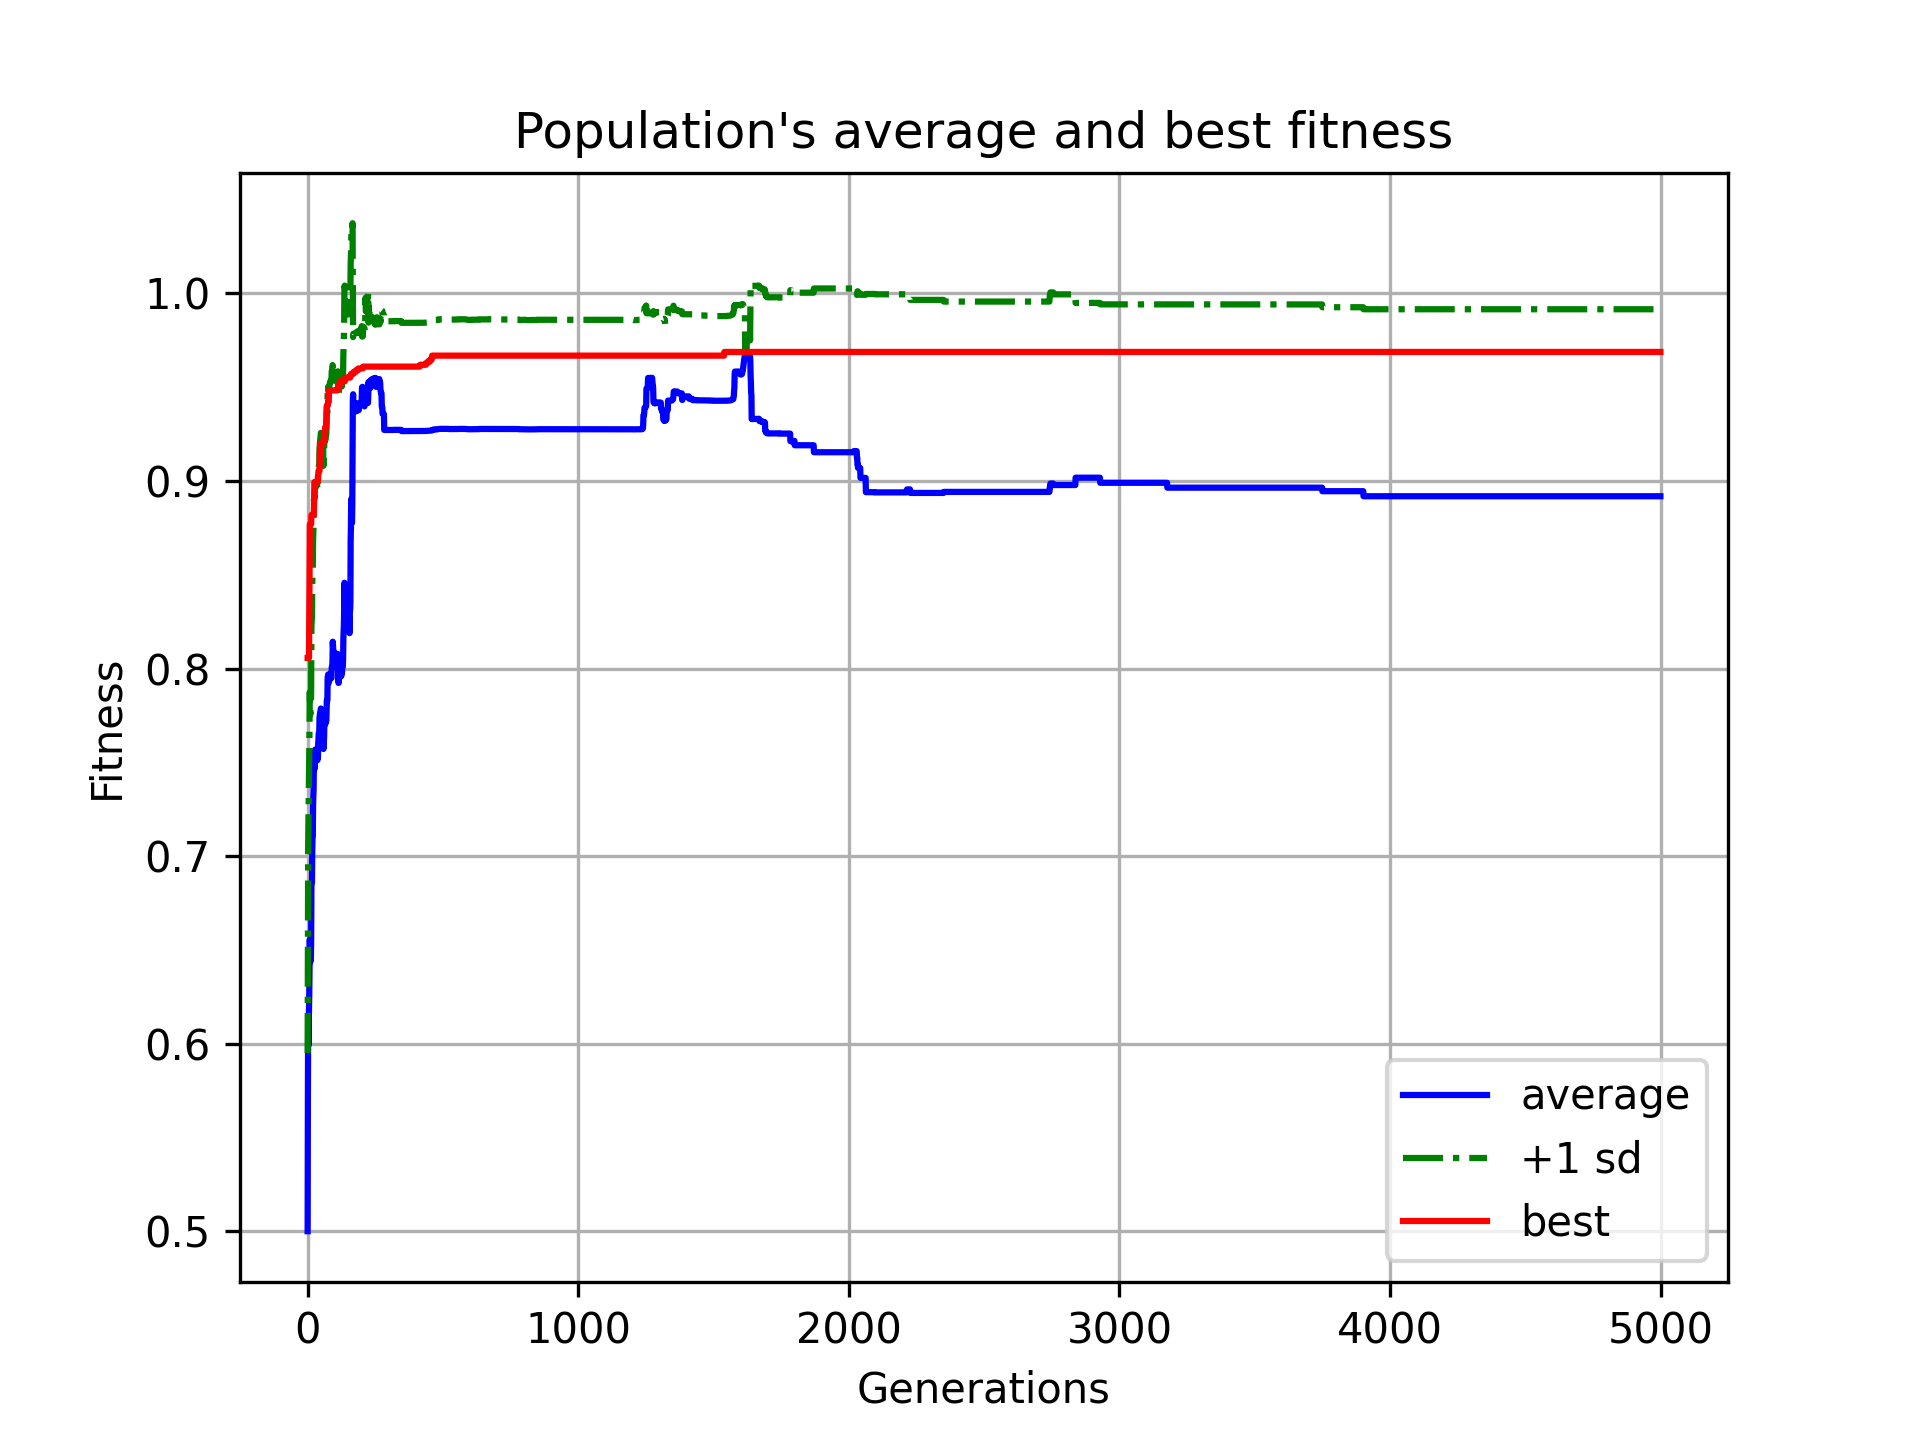 Population's average and best fitness
Fitness
1.0
0.9
0.8
0.7
0.6
0.5
0 1000 2000 3000 4000 5000
Generations
average
+1 sd
best